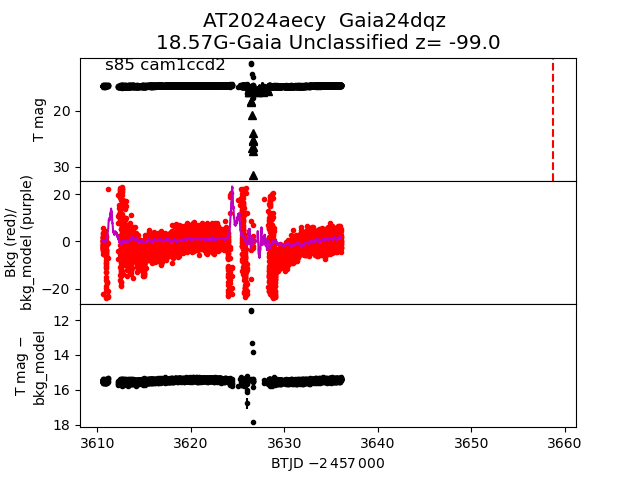 AT2024aecy  Gaia24dqz
18.57G-Gaia Unclassified z= -99.0
s85 cam1ccd2
T mag
20
30
Bkg (red)/
bkg_model (purple)
20
0
−20
T mag −
bkg_model
12
14
16
18
3610 3620 3630 3640 3650 3660
BTJD −2 457 000